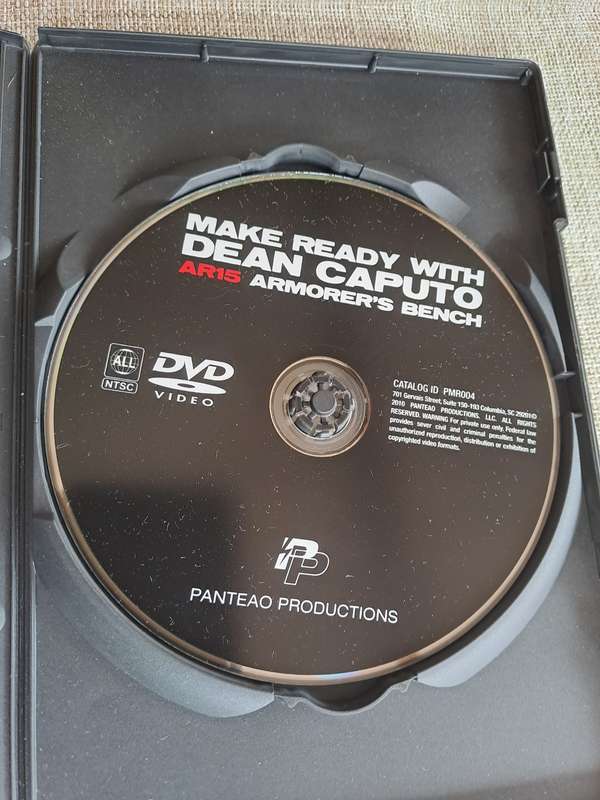 MAKE READY WITH
DEAN CAPUTO
AR15 ARMORER'S BENCH
ALL
NTSC
DVD
VIDEO
CATALOG ID PMR004
701 Gervais Street, Suite 150-193 Columbia, SC 29201©
2010 PANTEAO PRODUCTIONS, LLC. ALL RIGHTS
RESERVED. WARNING For private use only. Federal law
provides sever civil and criminal penalties for the
unauthorized reproduction, distribution or exhibition of
copyrighted video formats.
PP
PANTEAO PRODUCTIONS